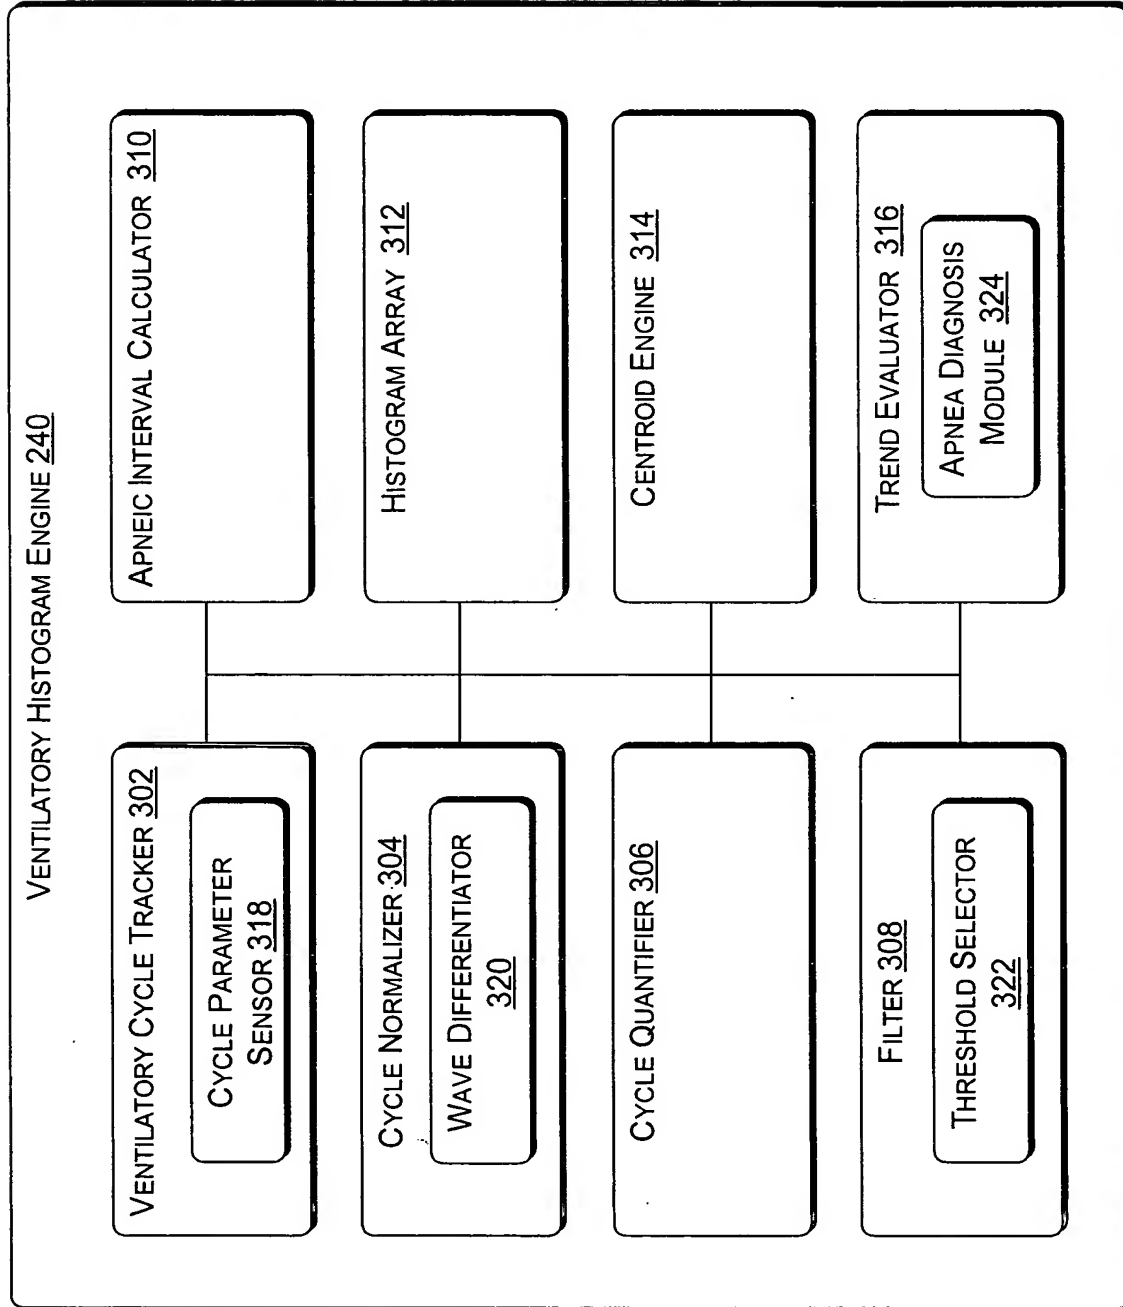 VENTILATORY HISTOGRAM ENGINE 240
VENTILATORY CYCLE TRACKER 302
CYCLE PARAMETER
SENSOR 318
CYCLE NORMALIZER 304
WAVE DIFFERENTIATOR
320
CYCLE QUANTIFIER 306
FILTER 308
THRESHOLD SELECTOR
322
APNEIC INTERVAL CALCULATOR 310
HISTOGRAM ARRAY 312
CENTROID ENGINE 314
TREND EVALUATOR 316
APNEA DIAGNOSIS
MODULE 324